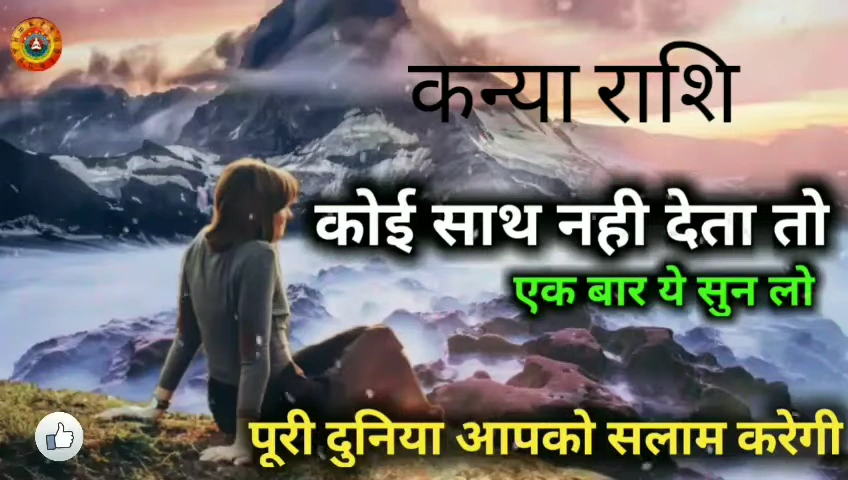 कन्या राशि
कोई साथ नही देता तो
एक बार ये सुन लो
पूरी दुनिया आपको सलाम करेगी